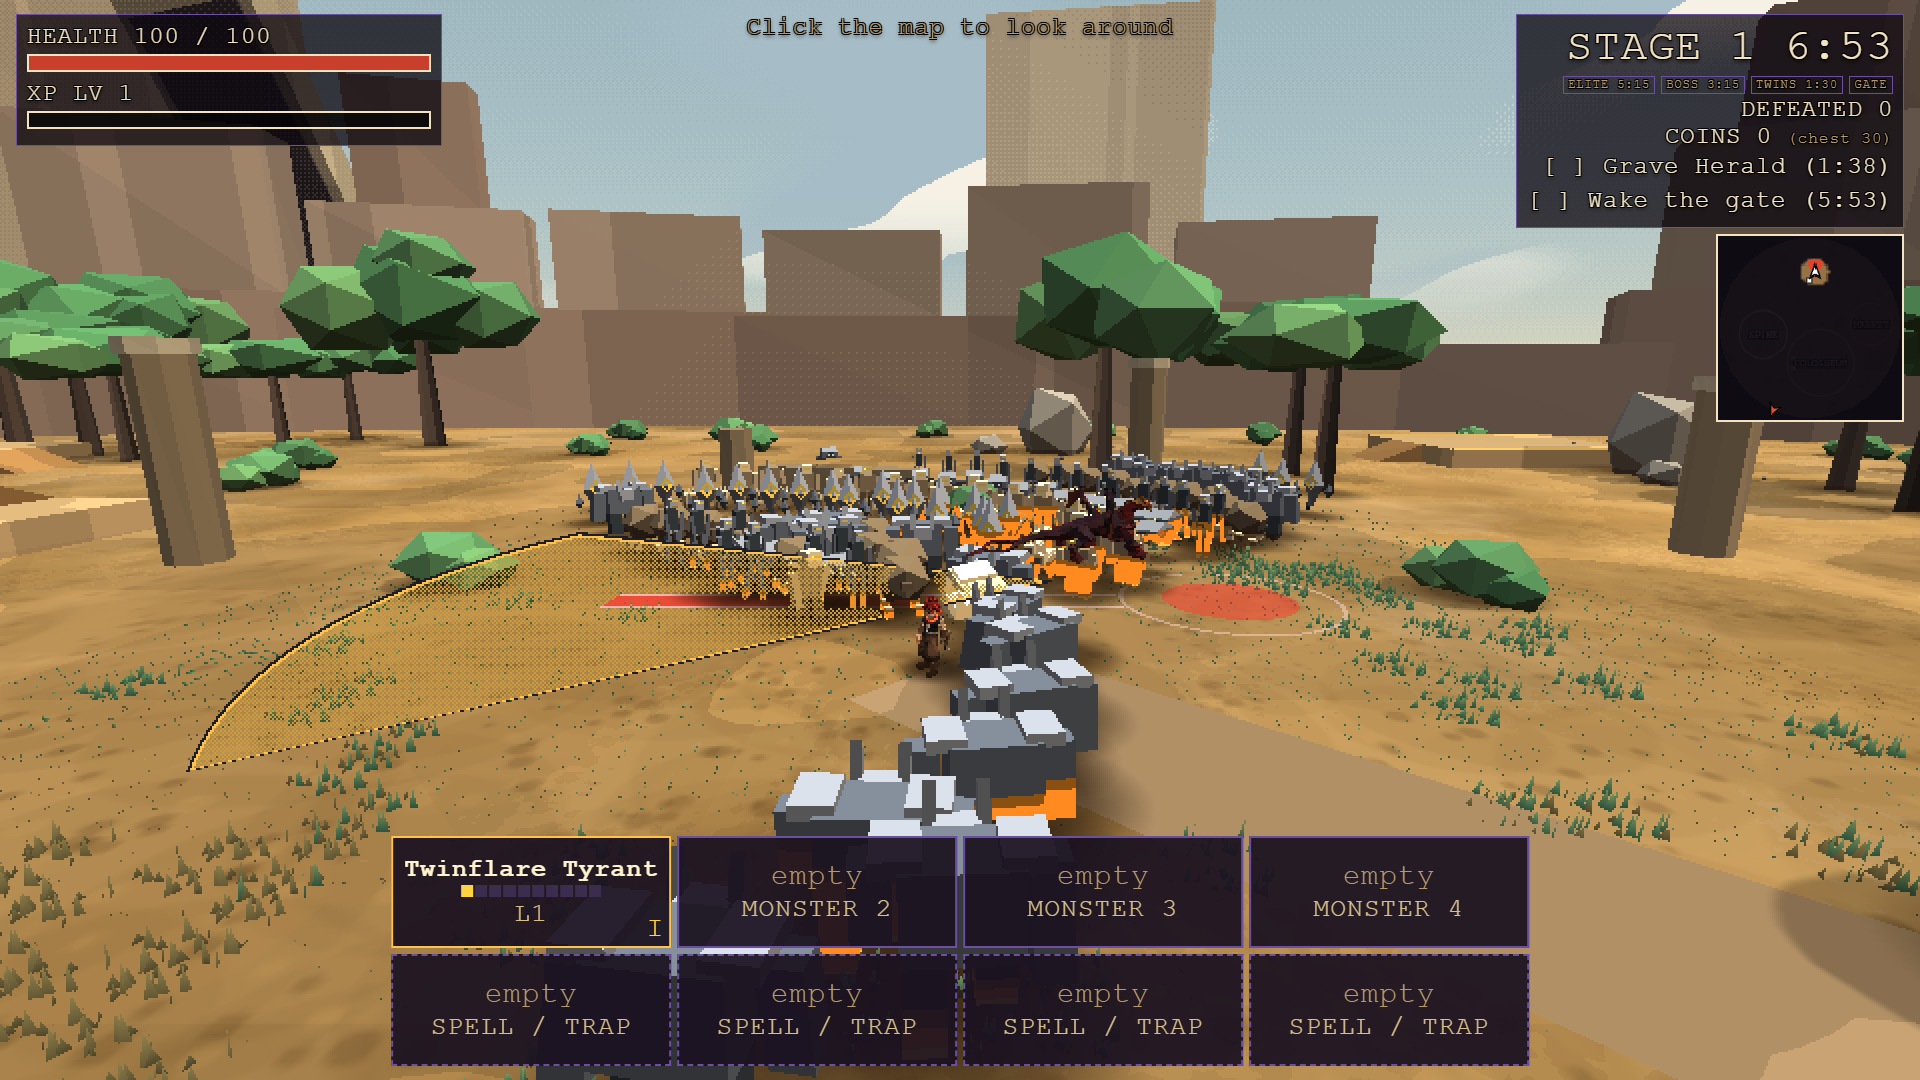 HEALTH 100 / 100
XP LV 1
Click the map to look around
STAGE 1 6:53
ELITE 5:15 BOSS 3:15 TWINS 1:30 GATE
DEFEATED 0
COINS 0 (chest 30)
[ ] Grave Herald (1:38)
[ ] Wake the gate (5:53)
Twinflare Tyrant
L1
I
empty
MONSTER 2
empty
MONSTER 3
empty
MONSTER 4
empty
SPELL / TRAP
empty
SPELL / TRAP
empty
SPELL / TRAP
empty
SPELL / TRAP